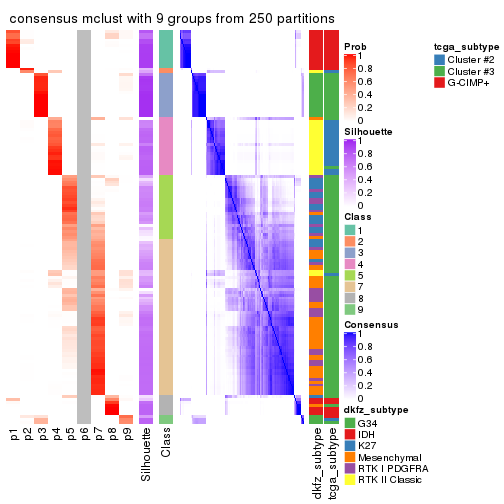 consensus mclust with 9 groups from 250 partitions
Prob
1
0.8
0.6
0.4
0.2
0
Silhouette
1
0.8
0.6
0.4
0.2
0
Class
1
2
3
4
5
7
8
9
Consensus
1
0.8
0.6
0.4
0.2
0
dkfz_subtype
G34
IDH
K27
Mesenchymal
RTK I PDGFRA
RTK II Classic
tcga_subtype
Cluster #2
Cluster #3
G-CIMP+
p1
p2
p3
p4
p5
p6
p7
p8
p9
Silhouette
Class
dkfz_subtype
tcga_subtype